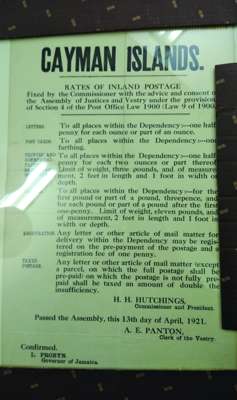 CAYMAN ISLANDS.
RATES OF INLAND POSTAGE
Fixed by the Commissioner with the advice and consent o
the Assembly of Justices and Vestry under the provision
of Section 4 of the Post Office Law 1900 (Law 9 of 1900.
LETTERS To all places within the Dependency:—one half
penny for each ounce or part of an ounce.
POST CARDS To all places within the Dependency:—one
farthing.
PRINTED AND To all places within the Dependency:—one half
COMMERCIAL penny for each two ounces or part thereof
Limit of weight, three pounds, and of measure
ment, 2 feet in length and 1 foot in width or
depth.
To all places within the Dependency:—for the
first pound or part of a pound, threepence, and
for each pound or part of a pound after the first
one-penny. Limit of weight, eleven pounds, and
of measurement, 2 feet in length and 1 foot in
width or depth.
REGISTRATION Any letter or other article of mail matter for
delivery within the Dependency may be regis-
tered on the pre-payment of the postage and a
registration fee of one penny.
TAXED Any letter or other article of mail matter (except
POSTAGE. a parcel, on which the full postage shall be
pre-paid) on which the postage is not fully pre-
paid shall be taxed an amount of double the
insufficiency.
H. H. HUTCHINGS,
Commissioner and President.
Passed the Assembly, this 13th day of April, 1921.
A. E. PANTON,
Clerk of the Vestry.
Confirmed.
L. PROBYN.
Governor of Jamaica.